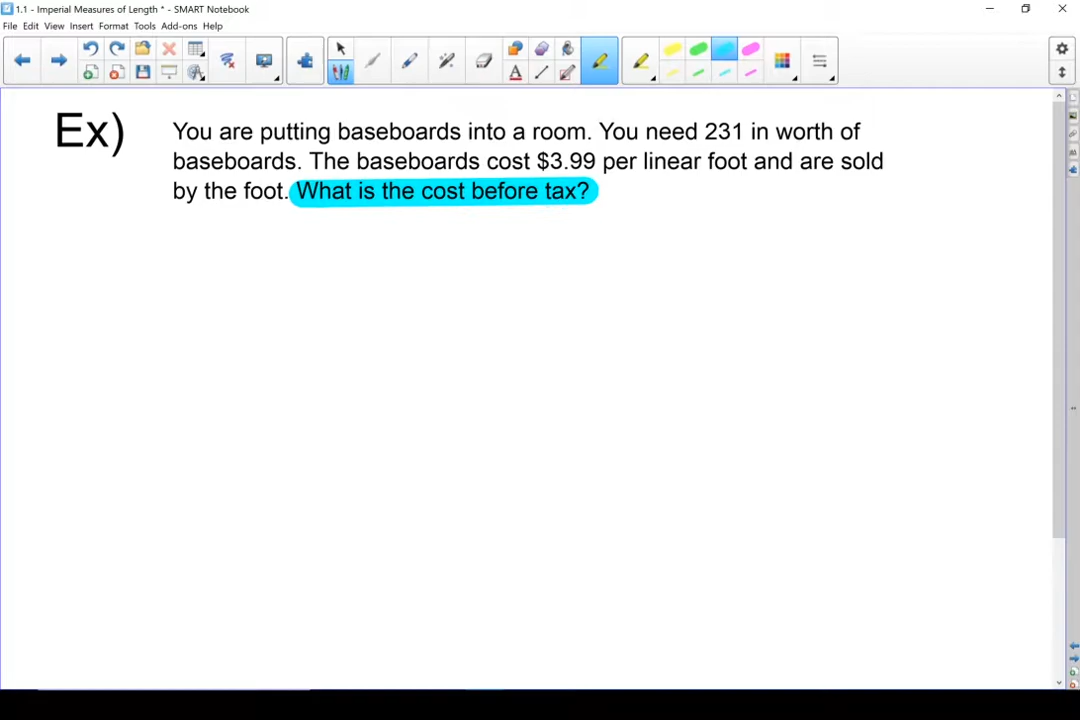 1.1 - Imperial Measures of Length * - SMART Notebook
File Edit View Insert Format Tools Add-ons Help
Ex)
You are putting baseboards into a room. You need 231 in worth of
baseboards. The baseboards cost $3.99 per linear foot and are sold
by the foot. What is the cost before tax?